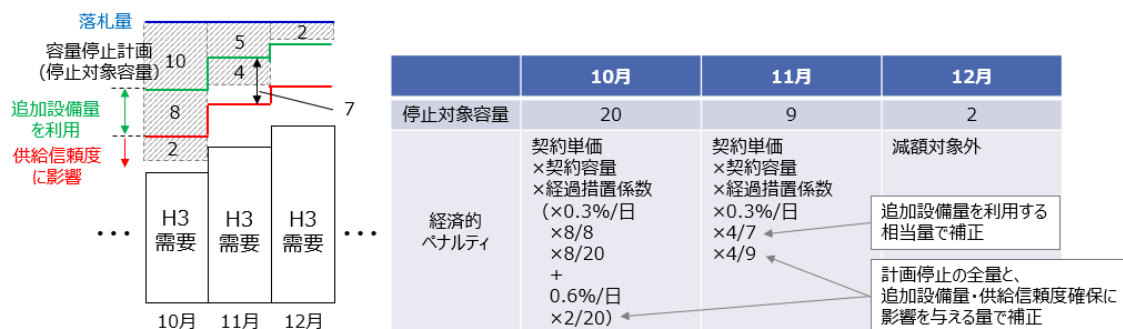 落札量
容量停止計画
（停止対象容量）
追加設備量
を利用
供給信頼度
に影響
10
8
2
5
4
2
7
H3
需要
H3
需要
H3
需要
・・・
・・・
10月
11月
12月
10月 11月 12月
停止対象容量 20 9 2
経済的
ペナルティ
契約単価
×契約容量
×経過措置係数
（×0.3%/日
×8/8
×8/20
+
0.6%/日
×2/20）
契約単価
×契約容量
×経過措置係数
×0.3%/日
×4/7
×4/9
減額対象外
追加設備量を利用する
相当量で補正
計画停止の全量と、
追加設備量・供給信頼度確保に
影響を与える量で補正